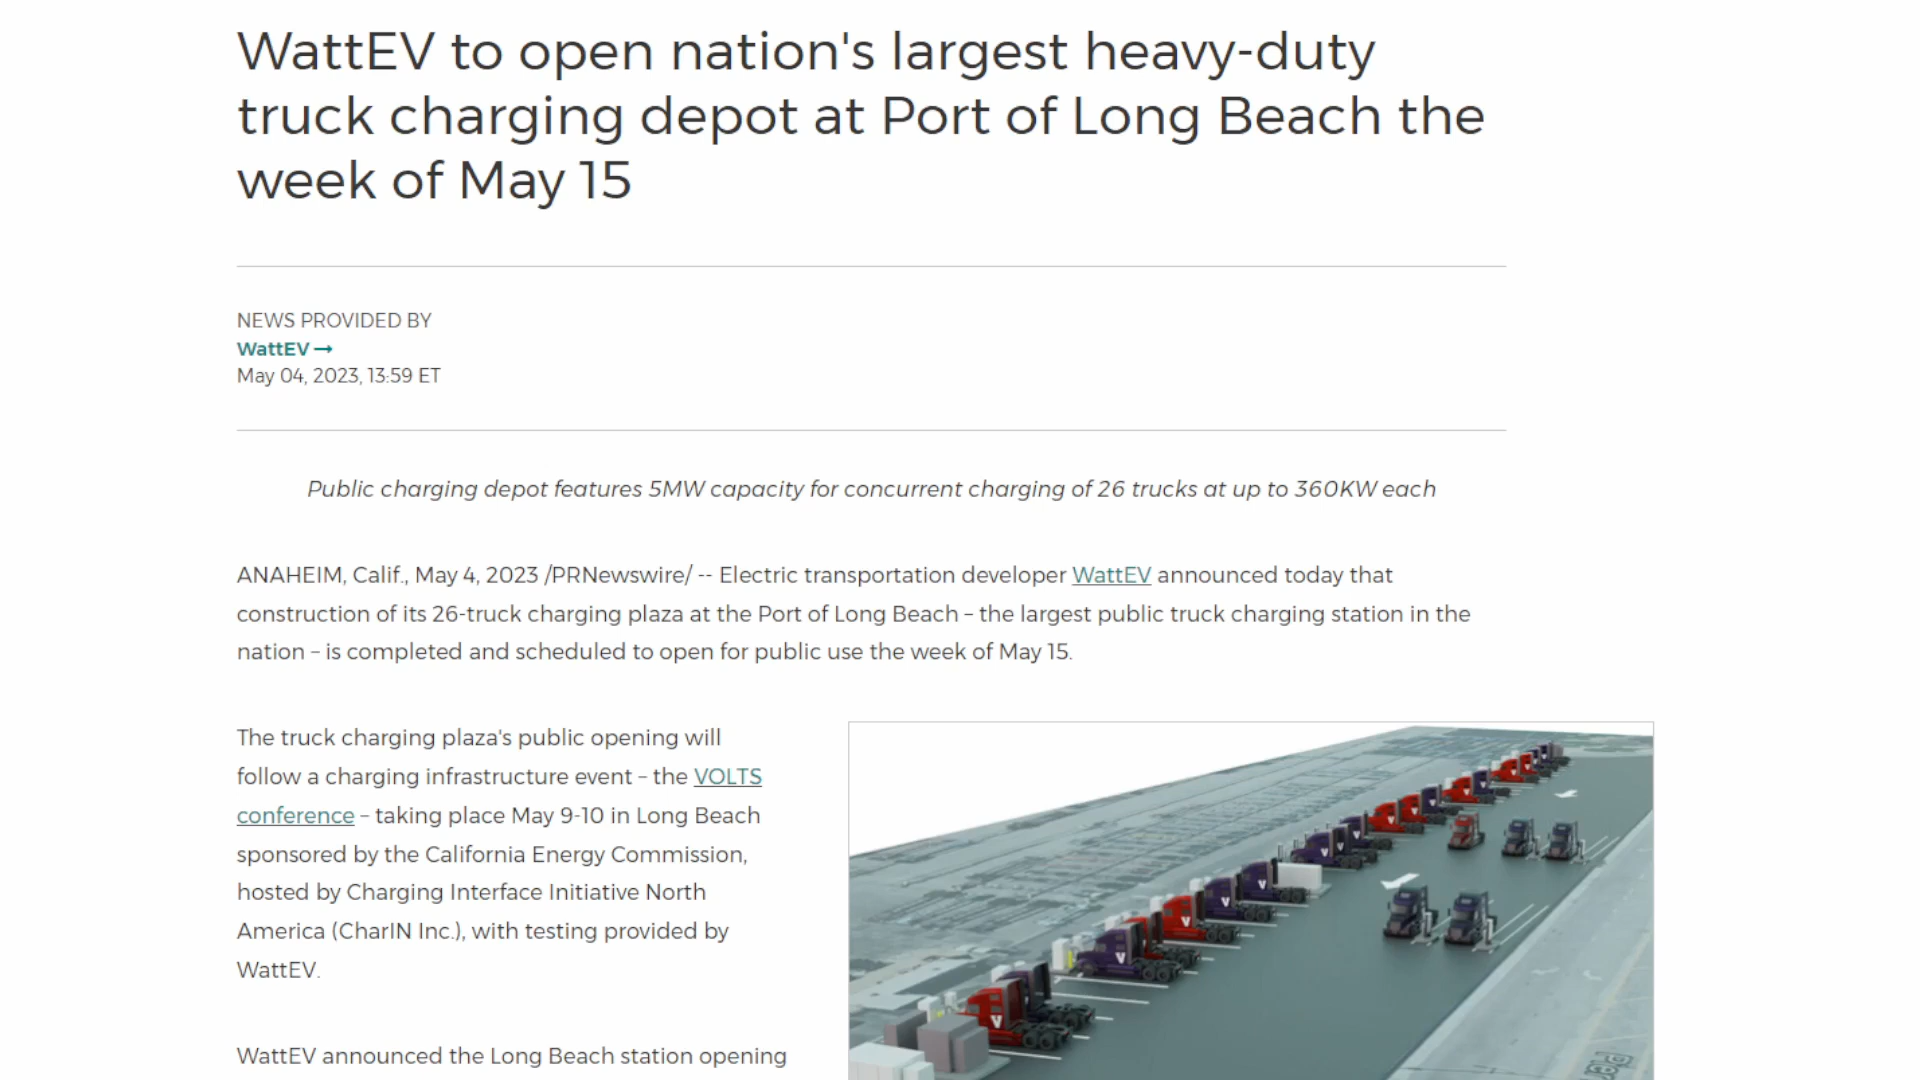 WattEV to open nation's largest heavy-duty
truck charging depot at Port of Long Beach the
week of May 15
NEWS PROVIDED BY
WattEV →
May 04, 2023, 13:59 ET
Public charging depot features 5MW capacity for concurrent charging of 26 trucks at up to 360KW each
ANAHEIM, Calif., May 4, 2023 /PRNewswire/ -- Electric transportation developer WattEV announced today that
construction of its 26-truck charging plaza at the Port of Long Beach – the largest public truck charging station in the
nation – is completed and scheduled to open for public use the week of May 15.
The truck charging plaza's public opening will
follow a charging infrastructure event – the VOLTS
conference – taking place May 9-10 in Long Beach
sponsored by the California Energy Commission,
hosted by Charging Interface Initiative North
America (CharIN Inc.), with testing provided by
WattEV.
WattEV announced the Long Beach station opening